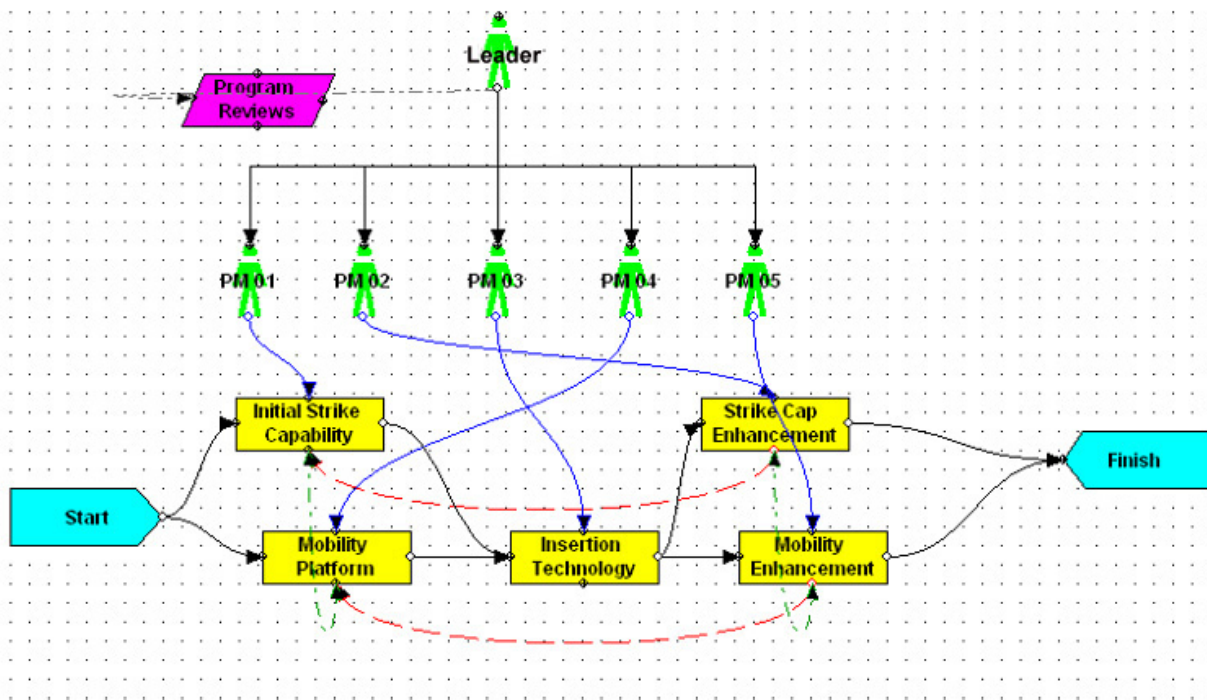 Leader
Program
Reviews
PM 01
PM 02
PM 03
PM 04
PM 05
Initial Strike
Capability
Strike Cap
Enhancement
Finish
Start
Mobility
Platform
Insertion
Technology
Mobility
Enhancement